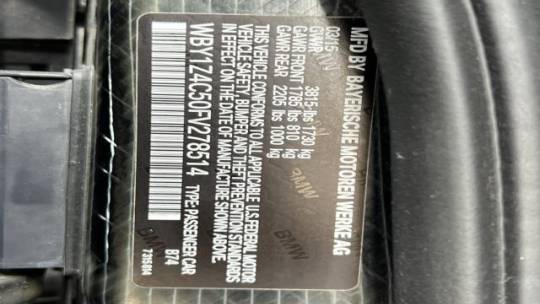 MFD BY BAYERISCHE MOTOREN WERKE AG
03/15
GVWR 3815 lbs 1730 kg
GAWR FRONT 1785 lbs 810 kg
GAWR REAR 2205 lbs 1000 kg
THIS VEHICLE CONFORMS TO ALL APPLICABLE U.S. FEDERAL MOTOR
VEHICLE SAFETY, BUMPER AND THEFT PREVENTION STANDARDS
IN EFFECT ON THE DATE OF MANUFACTURE SHOWN ABOVE.
WBY1Z4C50FV278514 TYPE: PASSENGER CAR
B74
BMW
BMW